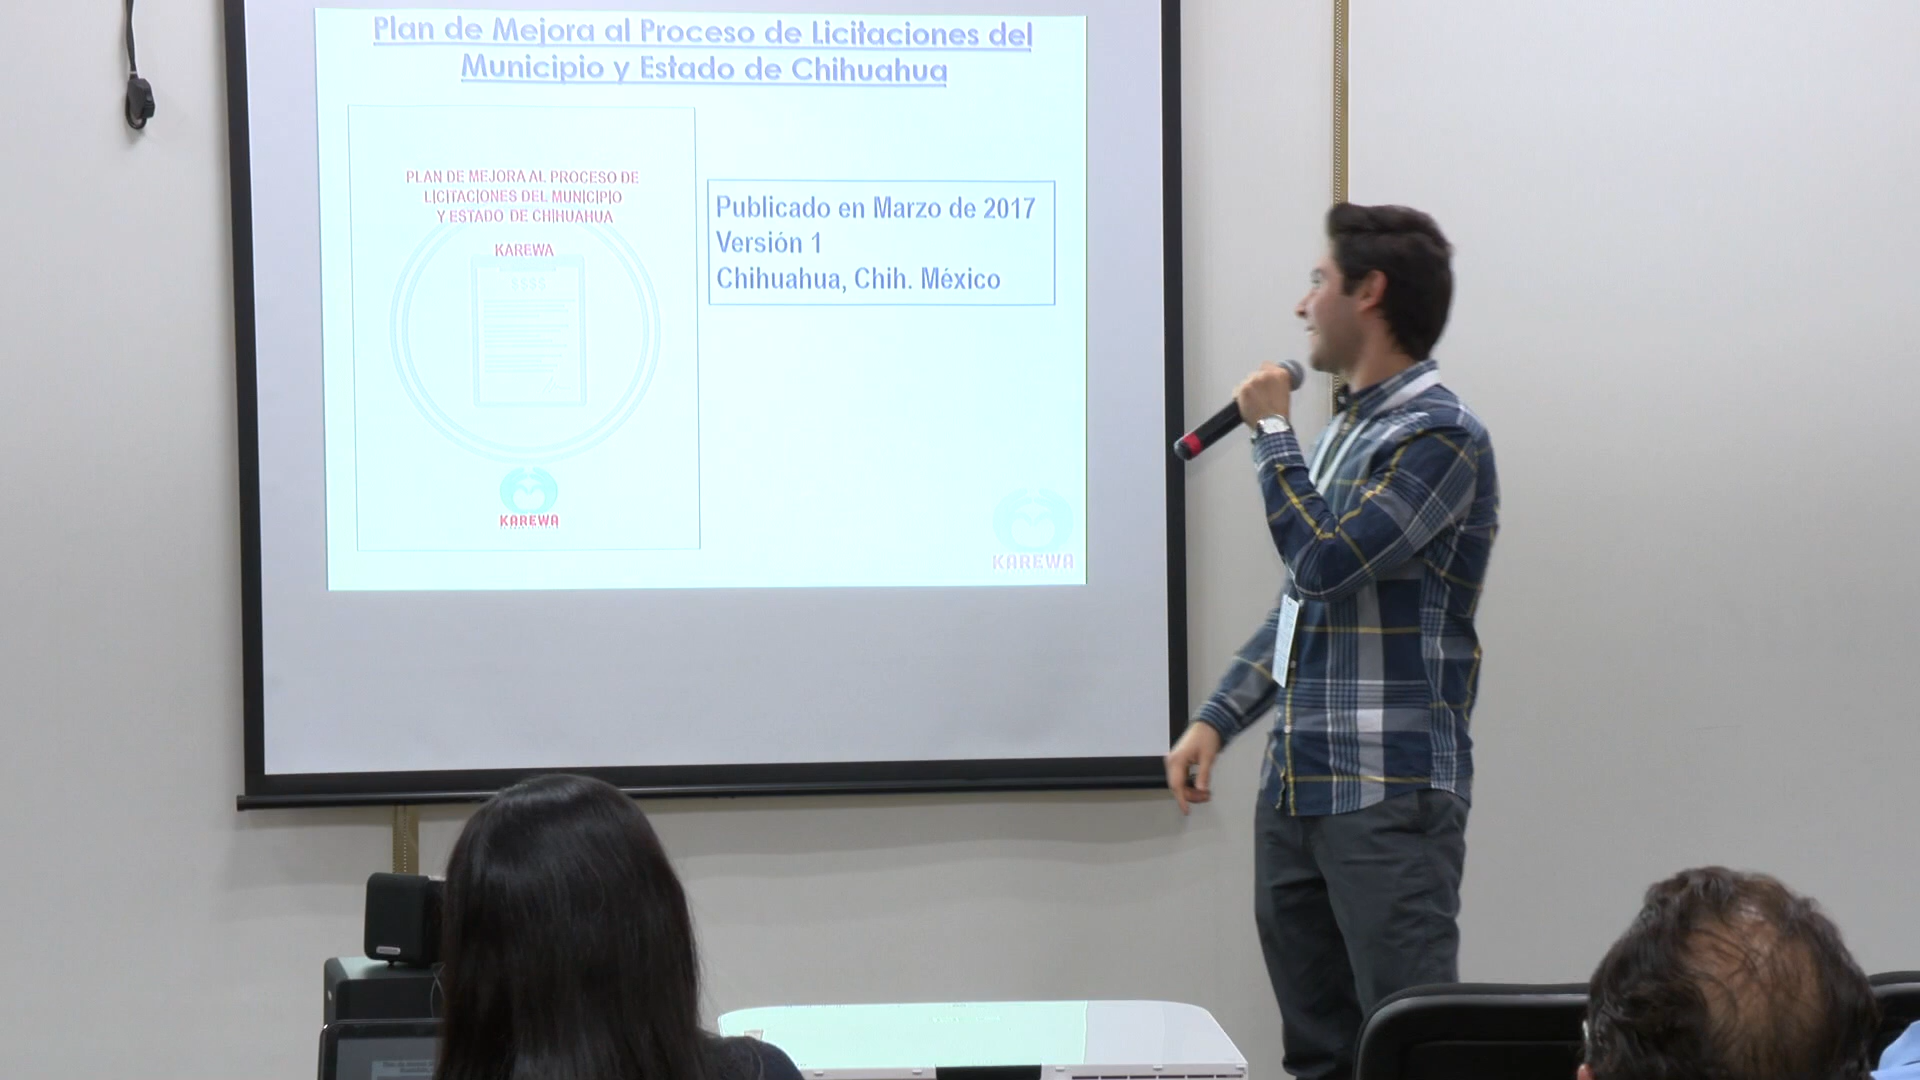 Plan de Mejora al Proceso de Licitaciones del
Municipio y Estado de Chihuahua
PLAN DE MEJORA AL PROCESO DE
LICITACIONES DEL MUNICIPIO
Y ESTADO DE CHIHUAHUA
KAREWA
$$$$
KAREWA
Publicado en Marzo de 2017
Versión 1
Chihuahua, Chih. México
KAREWA